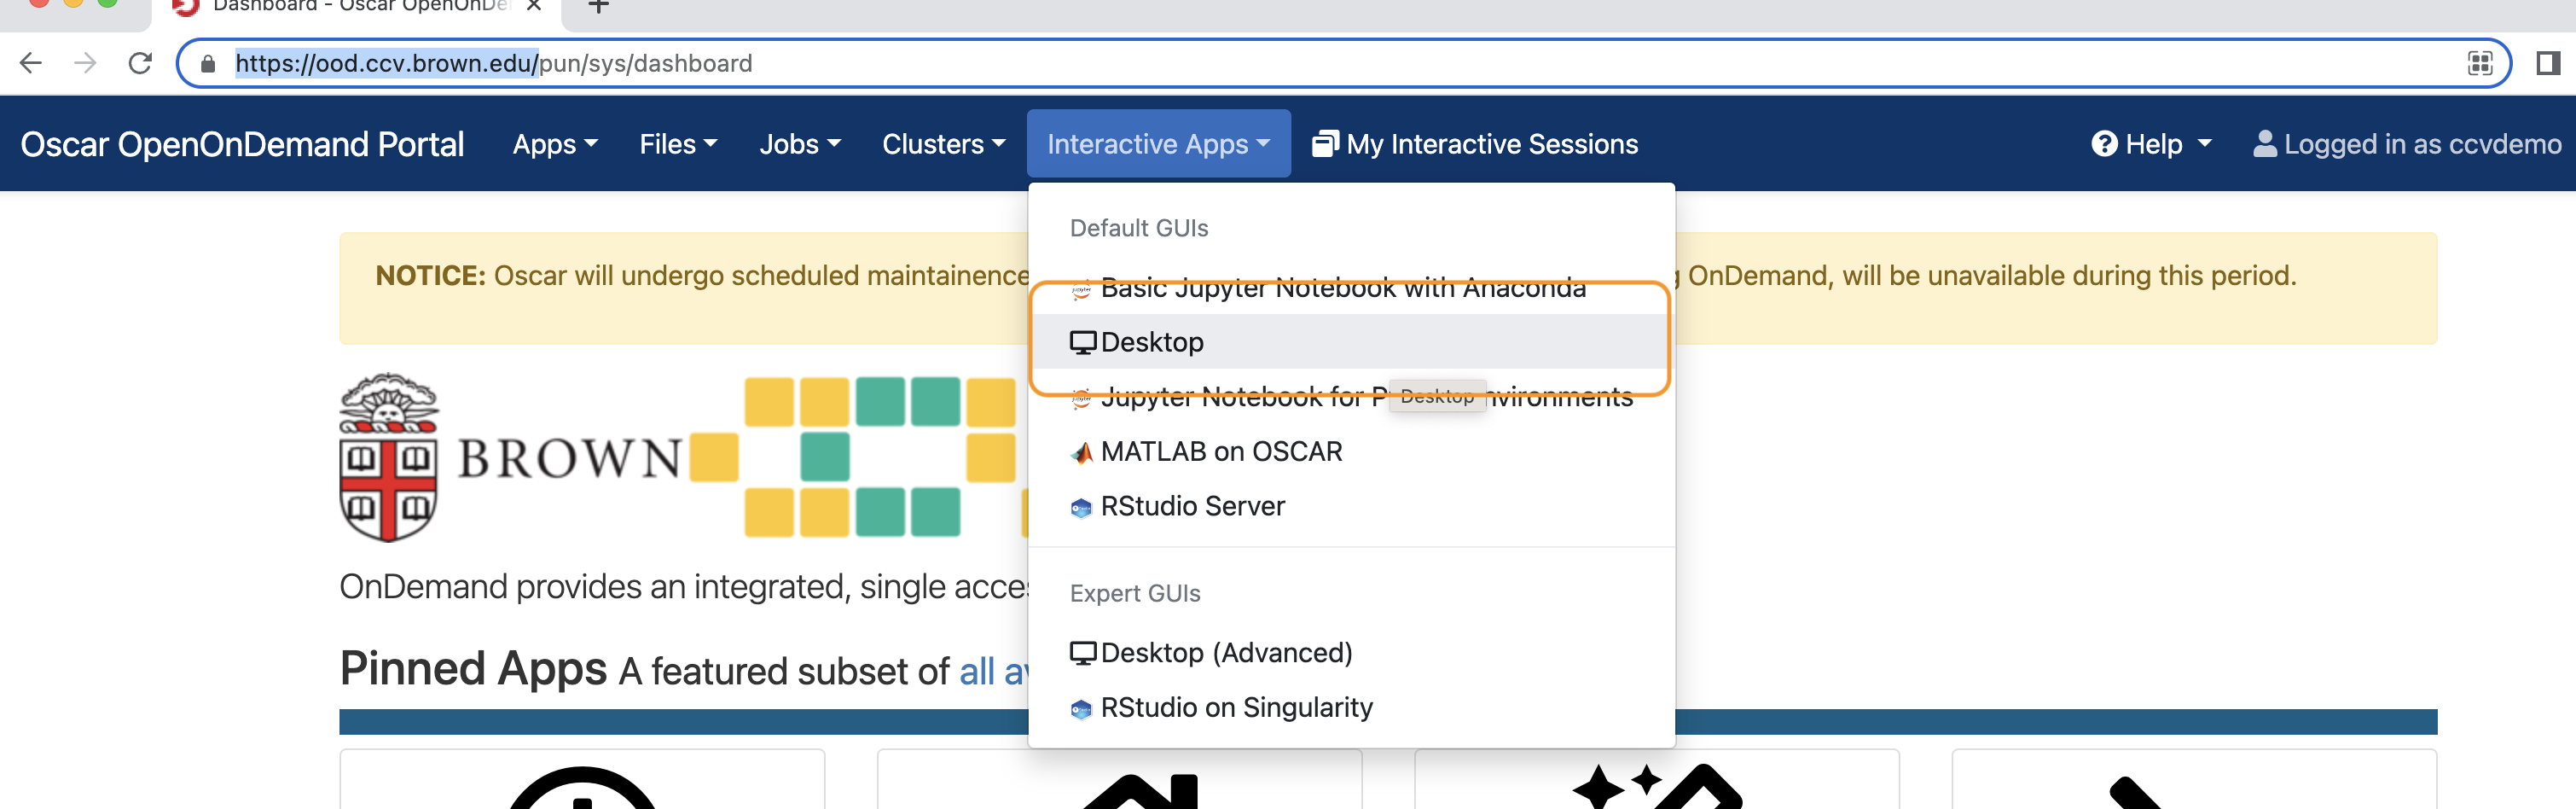 Dashboard - Oscar OpenOnDe
https://ood.ccv.brown.edu/pun/sys/dashboard
Oscar OpenOnDemand Portal Apps Files Jobs Clusters Interactive Apps My Interactive Sessions Help Logged in as ccvdemo
NOTICE: Oscar will undergo scheduled maintainence
OnDemand, will be unavailable during this period.
Default GUIs
Basic Jupyter Notebook with Anaconda
Desktop
Jupyter Notebook for P
Desktop
nvironments
MATLAB on OSCAR
RStudio Server
Expert GUIs
Desktop (Advanced)
RStudio on Singularity
BROWN
OnDemand provides an integrated, single acces
Pinned Apps A featured subset of all av